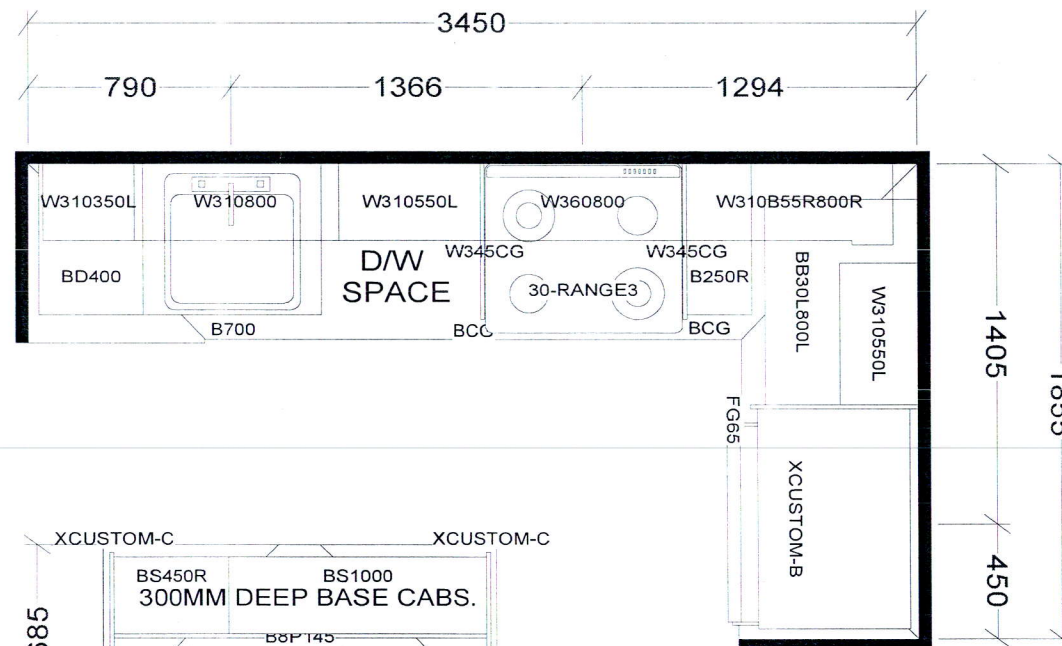 3450
790
1366
1294
W310350L
W310800
W310550L
W360800
W310B55R800R
W345CG
W345CG
BD400
D/W
SPACE
30-RANGE3
B250R
B700
BCG
BB30L800L
W310550L
1405
1855
FG65
XCUSTOM-B
450
XCUSTOM-C
XCUSTOM-C
BS450R
BS1000
300MM DEEP BASE CABS.